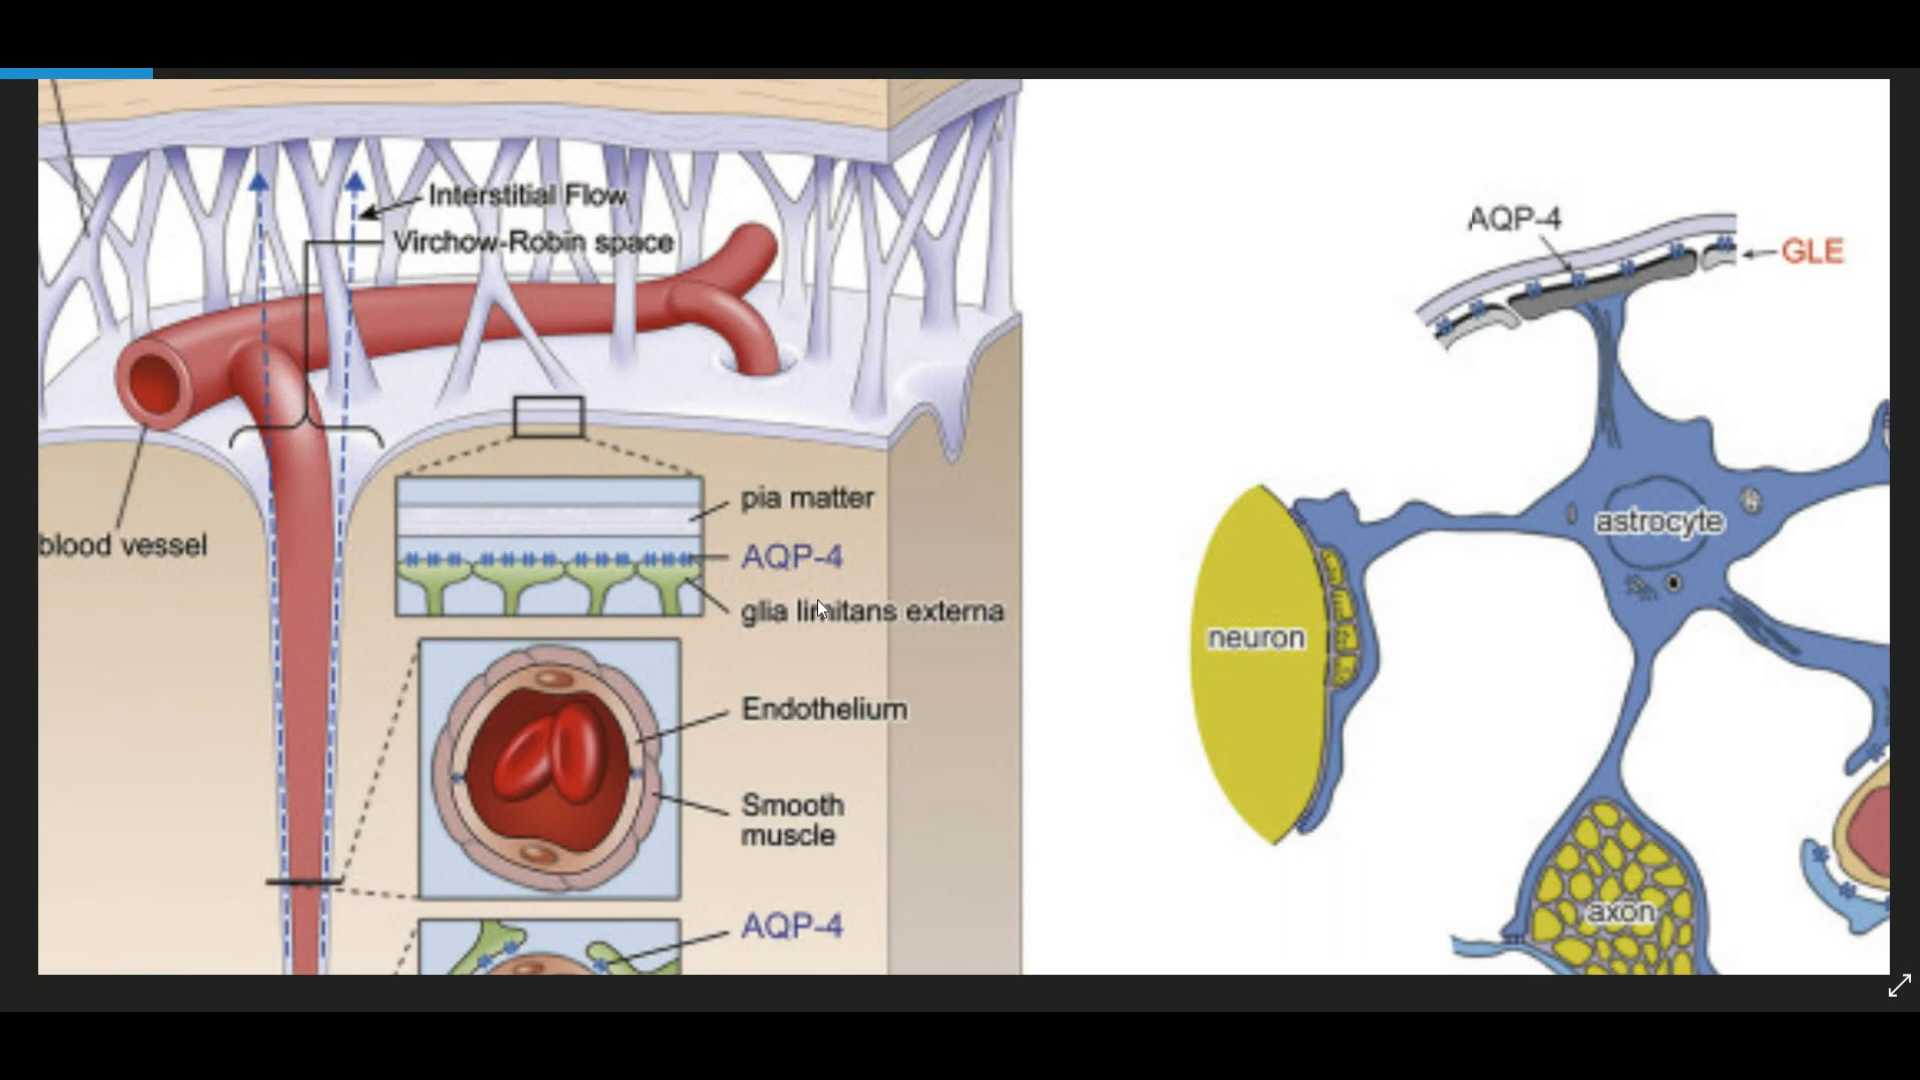 Interstitial Flow
Virchow-Robin space
blood vessel
pia matter
AQP-4
glia limitans externa
Endothelium
Smooth
muscle
AQP-4
AQP-4
GLE
astrocyte
neuron
axon